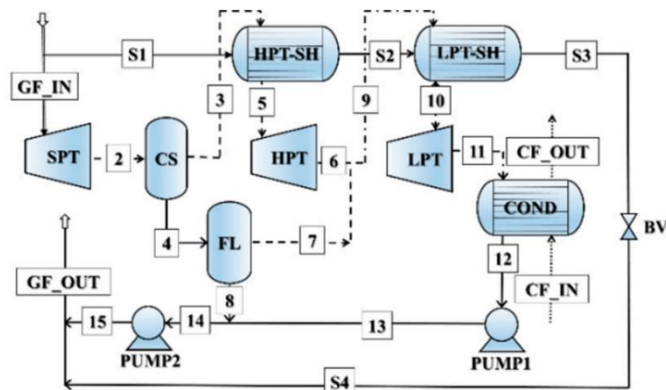 S1
HPT-SH
S2
LPT-SH
S3
GF_IN
3
5
9
10
SPT
2
CS
HPT
6
LPT
11
CF_OUT
4
FL
7
COND
BV
GF_OUT
8
12
CF_IN
15
14
13
PUMP2
PUMP1
S4